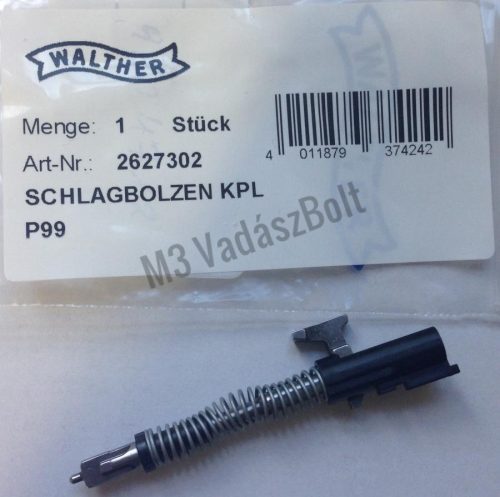 WALTHER
Menge: 1 Stück
Art-Nr.: 2627302
SCHLAGBOLZEN KPL
P99
4 011879 374242
M3 VadászBolt